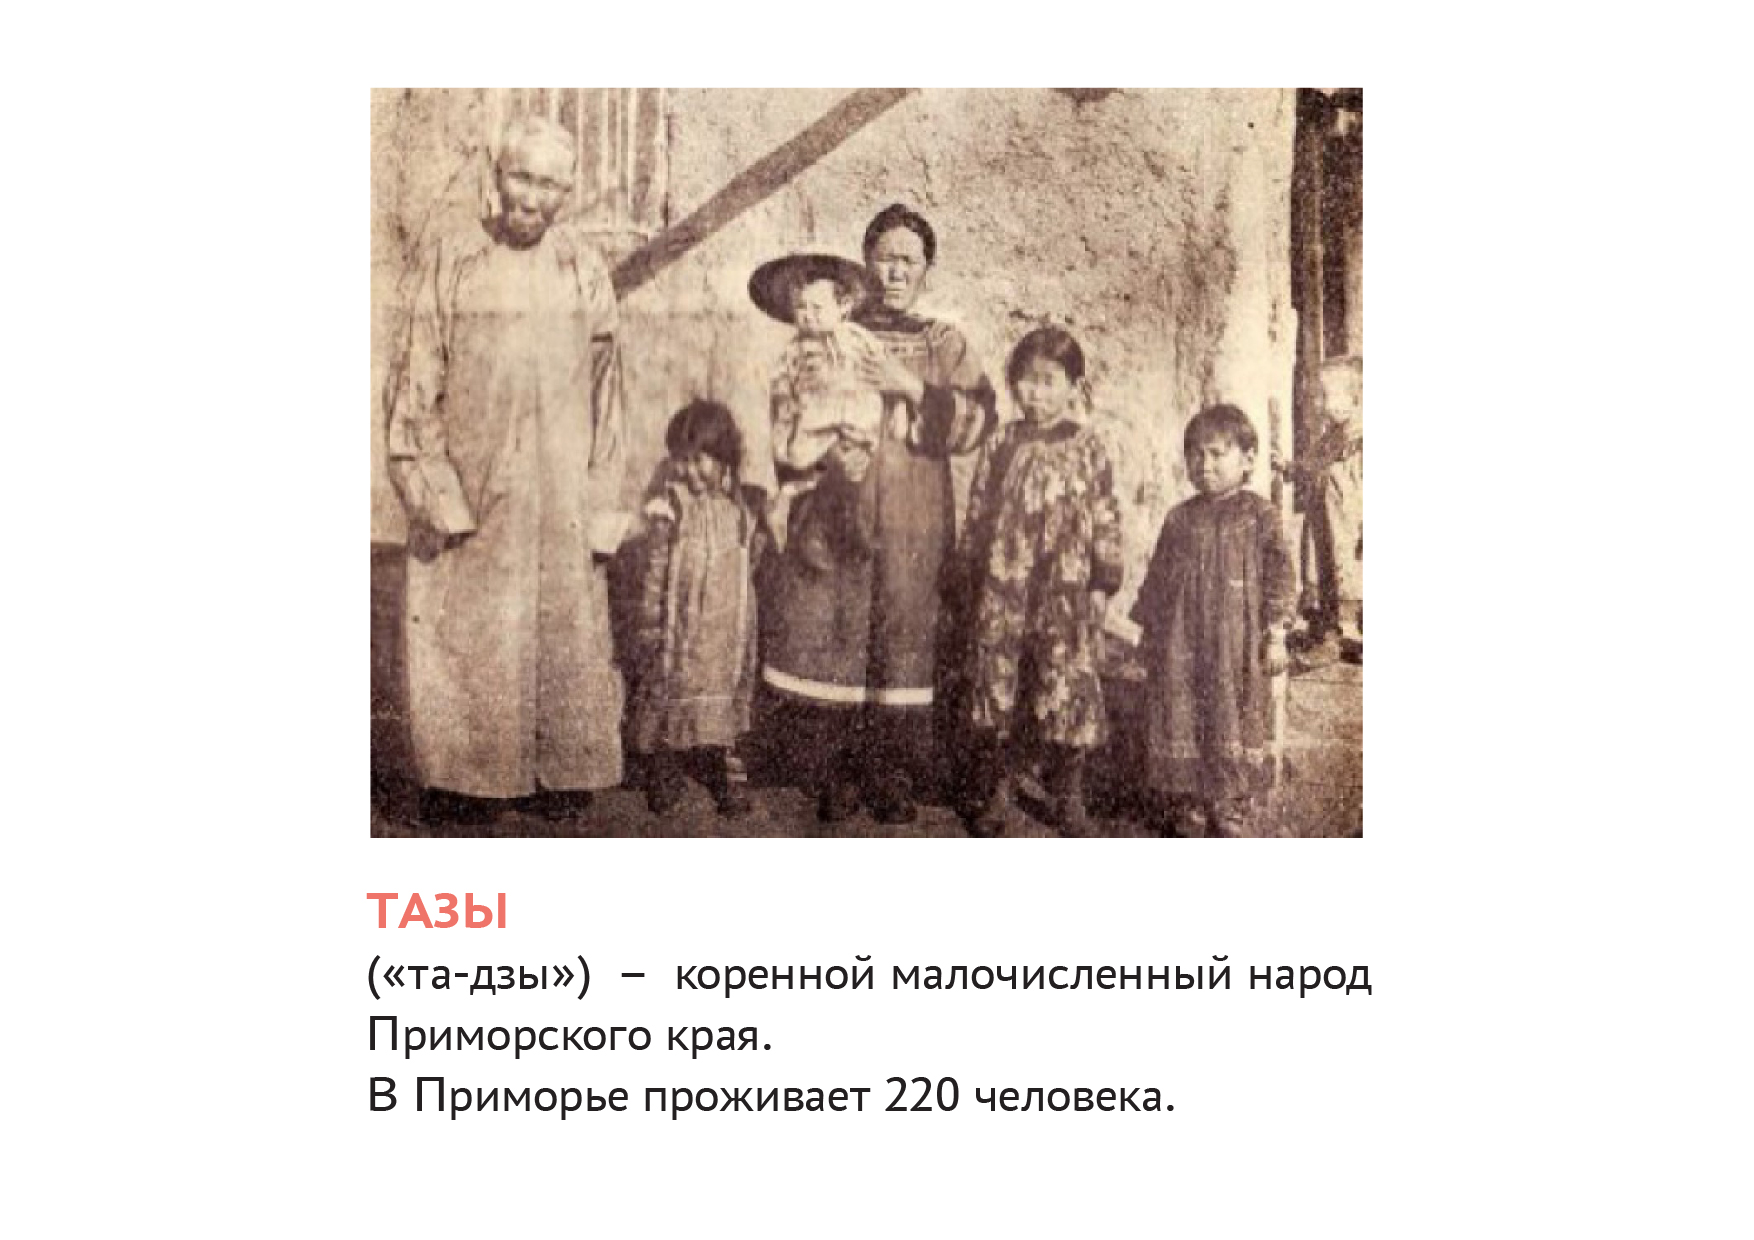 ТАЗЫ
(«та-дзы») – коренной малочисленный народ
Приморского края.
В Приморье проживает 220 человека.